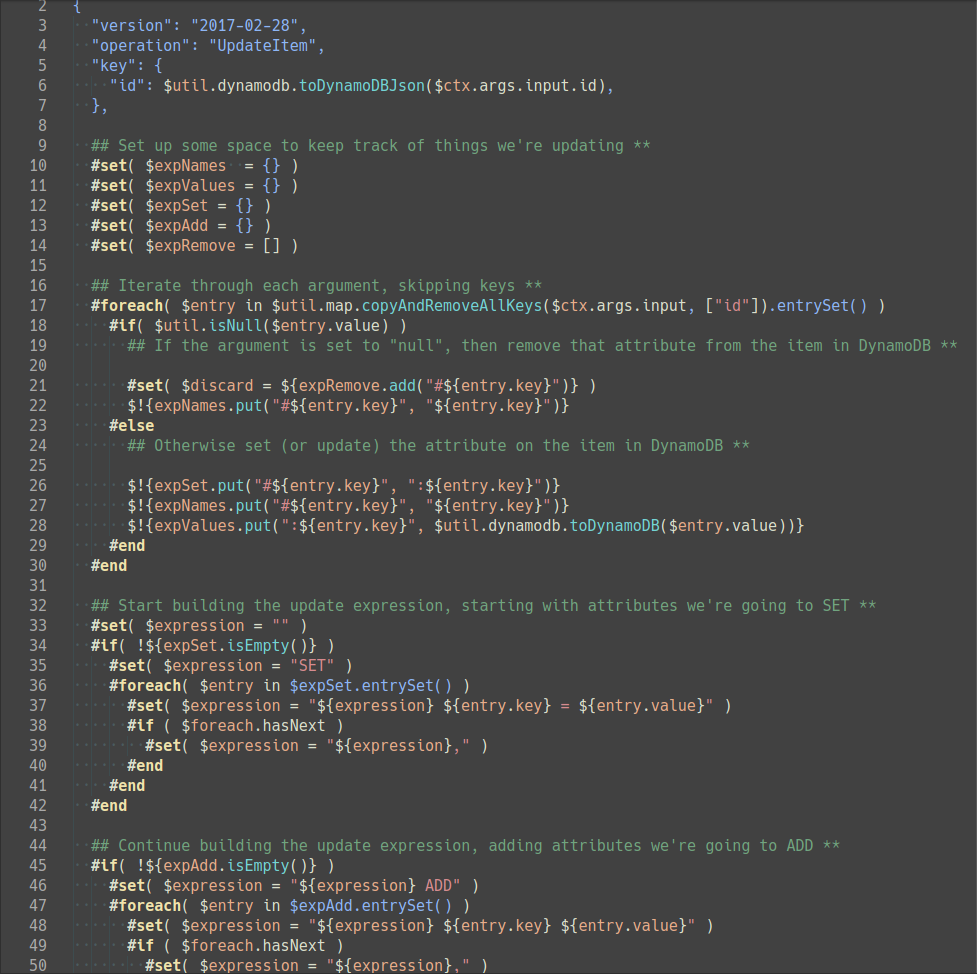 2 {
3 "version": "2017-02-28",
4 "operation": "UpdateItem",
5 "key": {
6 "id": $util.dynamodb.toDynamoDBJson($ctx.args.input.id),
7 },
8
9 ## Set up some space to keep track of things we're updating **
10 #set( $expNames  = {} )
11 #set( $expValues = {} )
12 #set( $expSet = {} )
13 #set( $expAdd = {} )
14 #set( $expRemove = [] )
15
16 ## Iterate through each argument, skipping keys **
17 #foreach( $entry in $util.map.copyAndRemoveAllKeys($ctx.args.input, ["id"]).entrySet() )
18 #if( $util.isNull($entry.value) )
19 ## If the argument is set to "null", then remove that attribute from the item in DynamoDB **
20
21 #set( $discard = ${expRemove.add("#${entry.key}")} )
22 $!{expNames.put("#${entry.key}", "${entry.key}")}
23 #else
24 ## Otherwise set (or update) the attribute on the item in DynamoDB **
25
26 $!{expSet.put("#${entry.key}", ":${entry.key}")}
27 $!{expNames.put("#${entry.key}", "${entry.key}")}
28 $!{expValues.put(":${entry.key}", $util.dynamodb.toDynamoDB($entry.value))}
29 #end
30 #end
31
32 ## Start building the update expression, starting with attributes we're going to SET **
33 #set( $expression = "" )
34 #if( !${expSet.isEmpty()} )
35 #set( $expression = "SET" )
36 #foreach( $entry in $expSet.entrySet() )
37 #set( $expression = "${expression} ${entry.key} = ${entry.value}" )
38 #if ( $foreach.hasNext )
39 #set( $expression = "${expression}," )
40 #end
41 #end
42 #end
43
44 ## Continue building the update expression, adding attributes we're going to ADD **
45 #if( !${expAdd.isEmpty()} )
46 #set( $expression = "${expression} ADD" )
47 #foreach( $entry in $expAdd.entrySet() )
48 #set( $expression = "${expression} ${entry.key} ${entry.value}" )
49 #if ( $foreach.hasNext )
50 #set( $expression = "${expression}," )